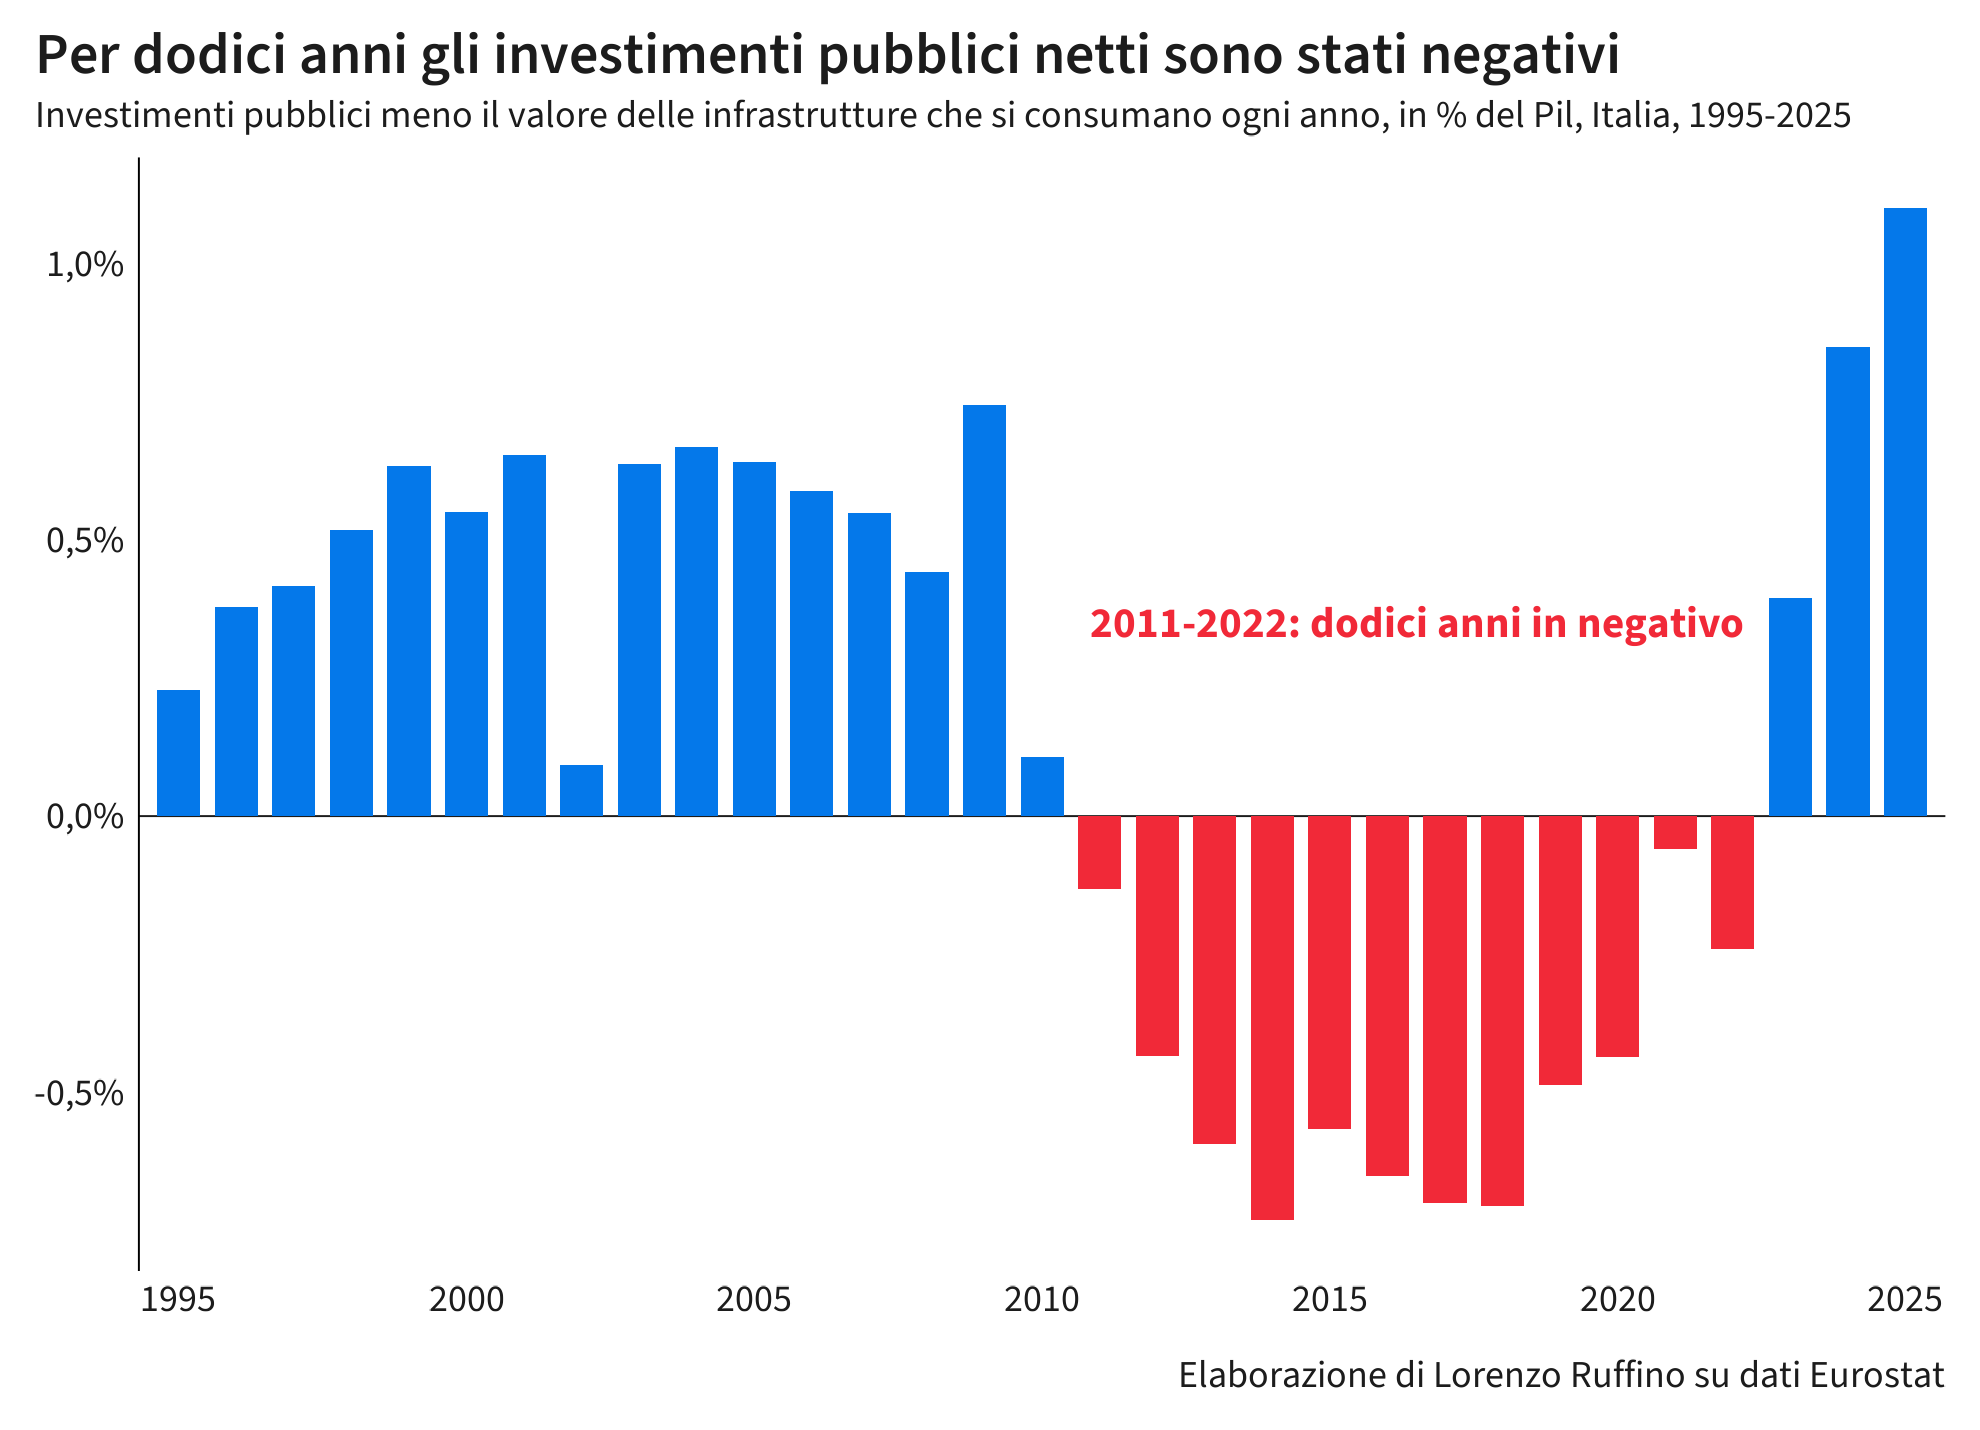 Per dodici anni gli investimenti pubblici netti sono stati negativi
Investimenti pubblici meno il valore delle infrastrutture che si consumano ogni anno, in % del Pil, Italia, 1995-2025
1,0%
0,5%
2011-2022: dodici anni in negativo
0,0%
-0,5%
1995 2000 2005 2010 2015 2020 2025
Elaborazione di Lorenzo Ruffino su dati Eurostat